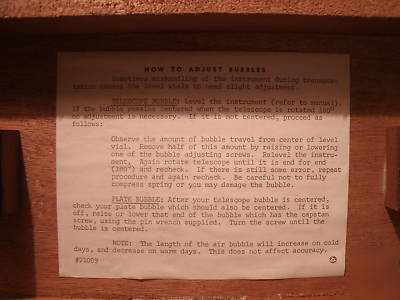 HOW TO ADJUST BUBBLES
Sometimes mishandling of the instrument during transpor-
tation causes the level vials to need slight adjustment.
TELESCOPE BUBBLE: Level the instrument (refer to manual).
If the bubble remains centered when the telescope is rotated 180°
no adjustment is necessary. If it is not centered, proceed as
follows:
Observe the amount of bubble travel from center of level
vial. Remove half of this amount by raising or lowering
one of the bubble adjusting screws. Relevel the instru-
ment. Again rotate telescope until it is end for end
(180°) and recheck. If there is still some error, repeat
procedure and again recheck. Be careful not to fully
compress spring or you may damage the bubble.
PLATE BUBBLE: After your telescope bubble is centered,
check your plate bubble which should also be centered. If it is
off, raise or lower that end of the bubble which has the capstan
screw, using the pin wrench supplied. Turn the screw until the
bubble is centered.
NOTE: The length of the air bubble will increase on cold
days, and decrease on warm days. This does not affect accuracy.
#P1009